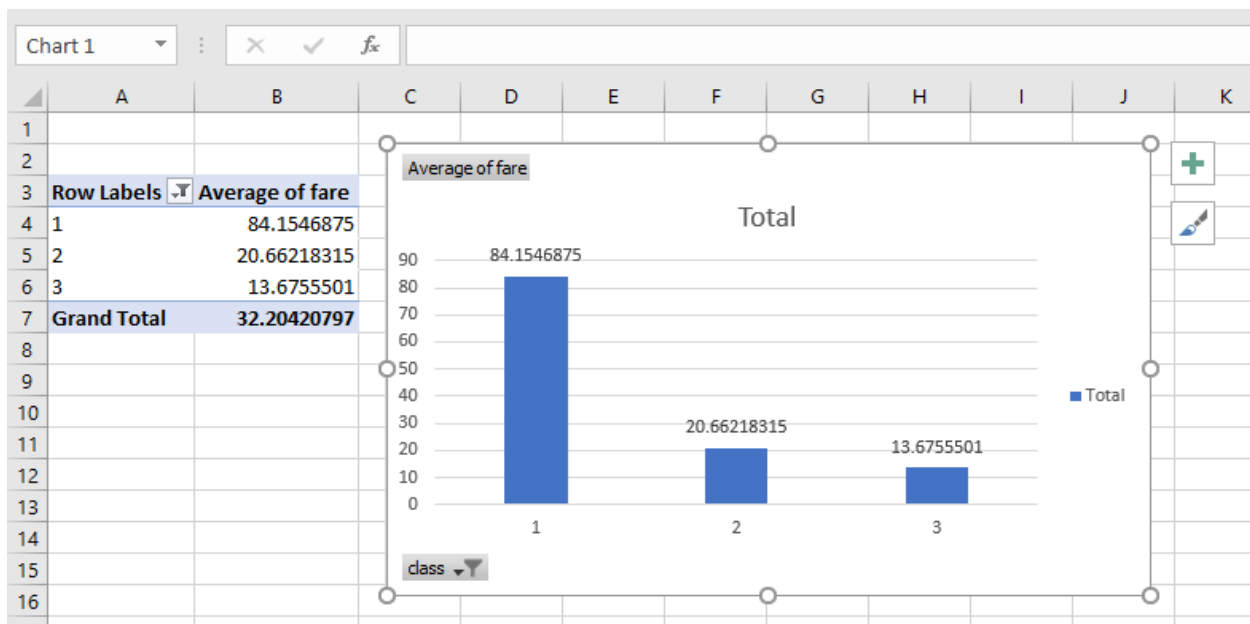 Chart 1 fx
A B C D E F G H I J K
1
2
3 Row Labels Average of fare
4 1 84.1546875
5 2 20.66218315
6 3 13.6755501
7 Grand Total 32.20420797
8
9
10
11
12
13
14
15
16
Average of fare
Total
84.1546875
20.66218315
13.6755501
90
80
70
60
50
40
30
20
10
0
1 2 3
Total
class